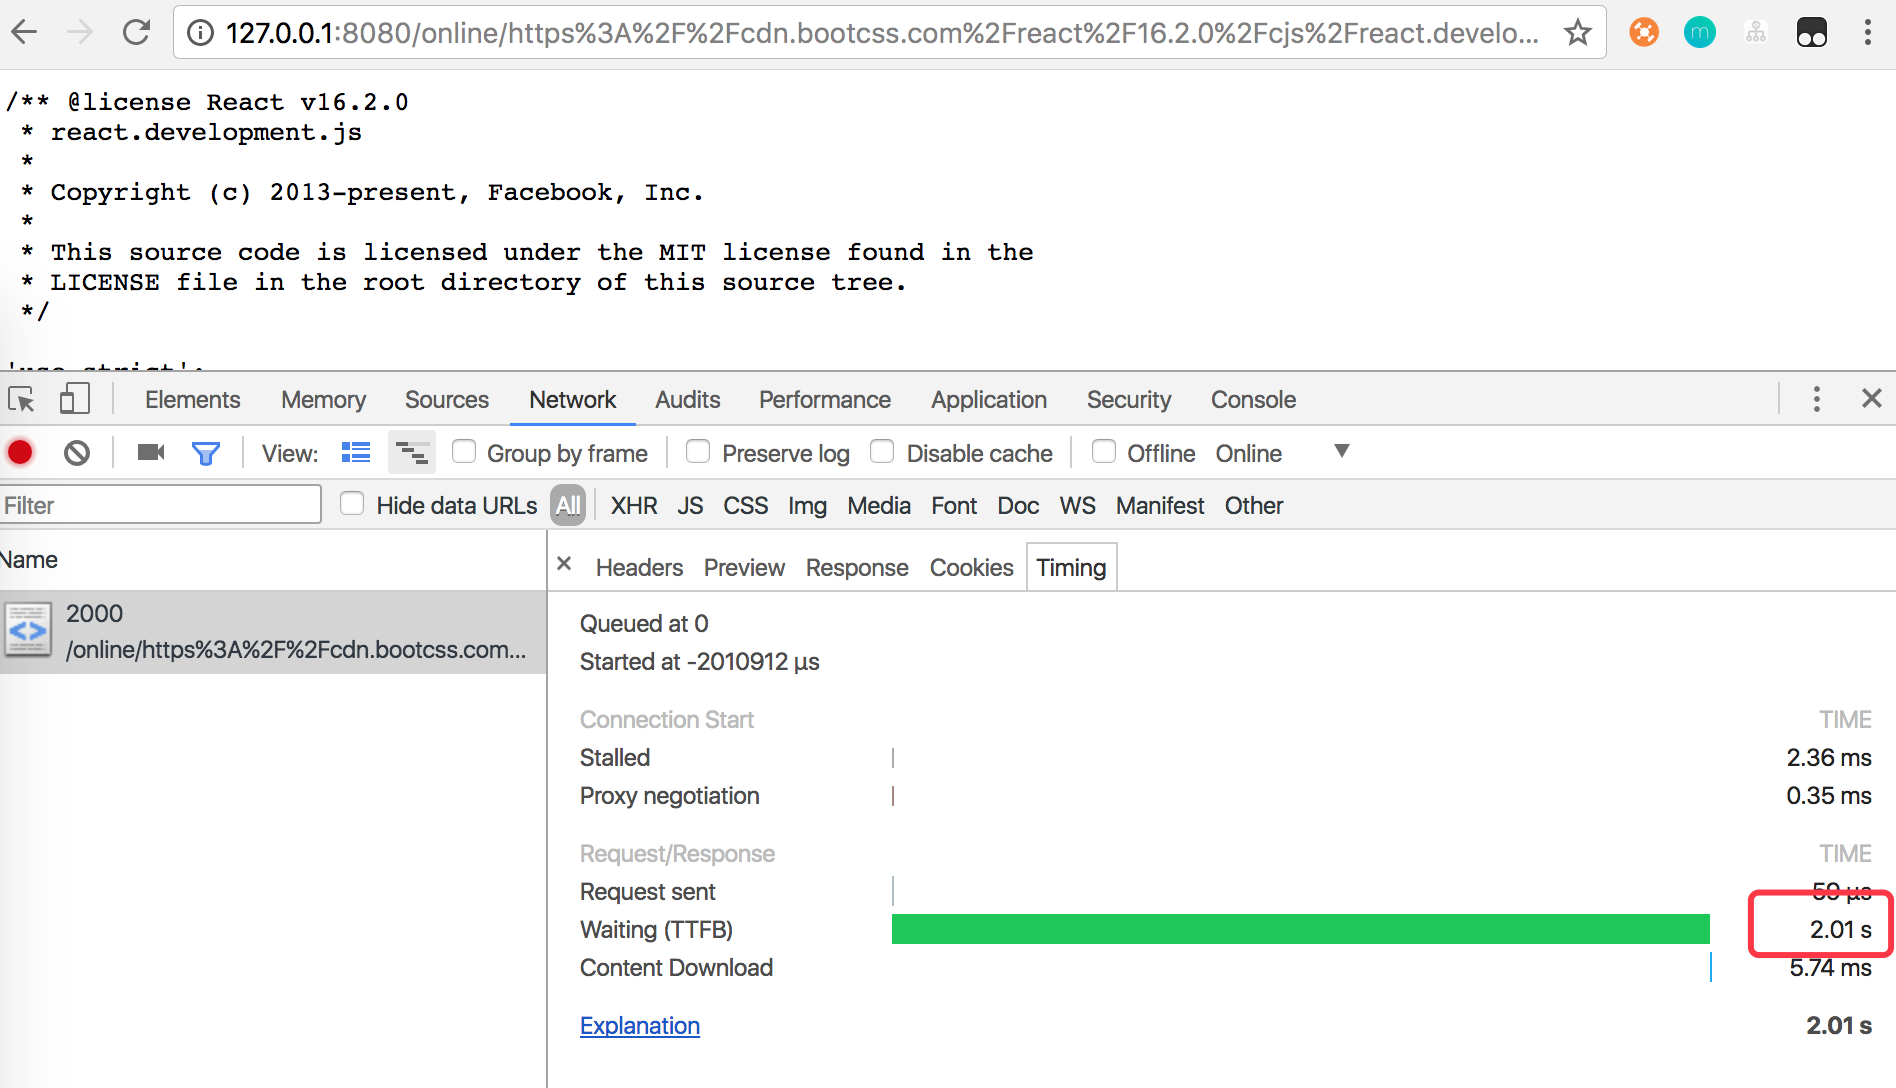 127.0.0.1:8080/online/https%3A%2F%2Fcdn.bootcss.com%2Freact%2F16.2.0%2Fcjs%2Freact.develo...
m
/** @license React v16.2.0
* react.development.js
*
* Copyright (c) 2013-present, Facebook, Inc.
*
* This source code is licensed under the MIT license found in the
* LICENSE file in the root directory of this source tree.
*/
'use strict';
Elements Memory Sources Network Audits Performance Application Security Console
View: Group by frame Preserve log Disable cache Offline Online
Filter Hide data URLs All XHR JS CSS Img Media Font Doc WS Manifest Other
Name
2000
/online/https%3A%2F%2Fcdn.bootcss.com...
Headers Preview Response Cookies Timing
Queued at 0
Started at -2010912 µs
Connection Start TIME
Stalled 2.36 ms
Proxy negotiation 0.35 ms
Request/Response TIME
Request sent 59 µs
Waiting (TTFB) 2.01 s
Content Download 5.74 ms
Explanation 2.01 s